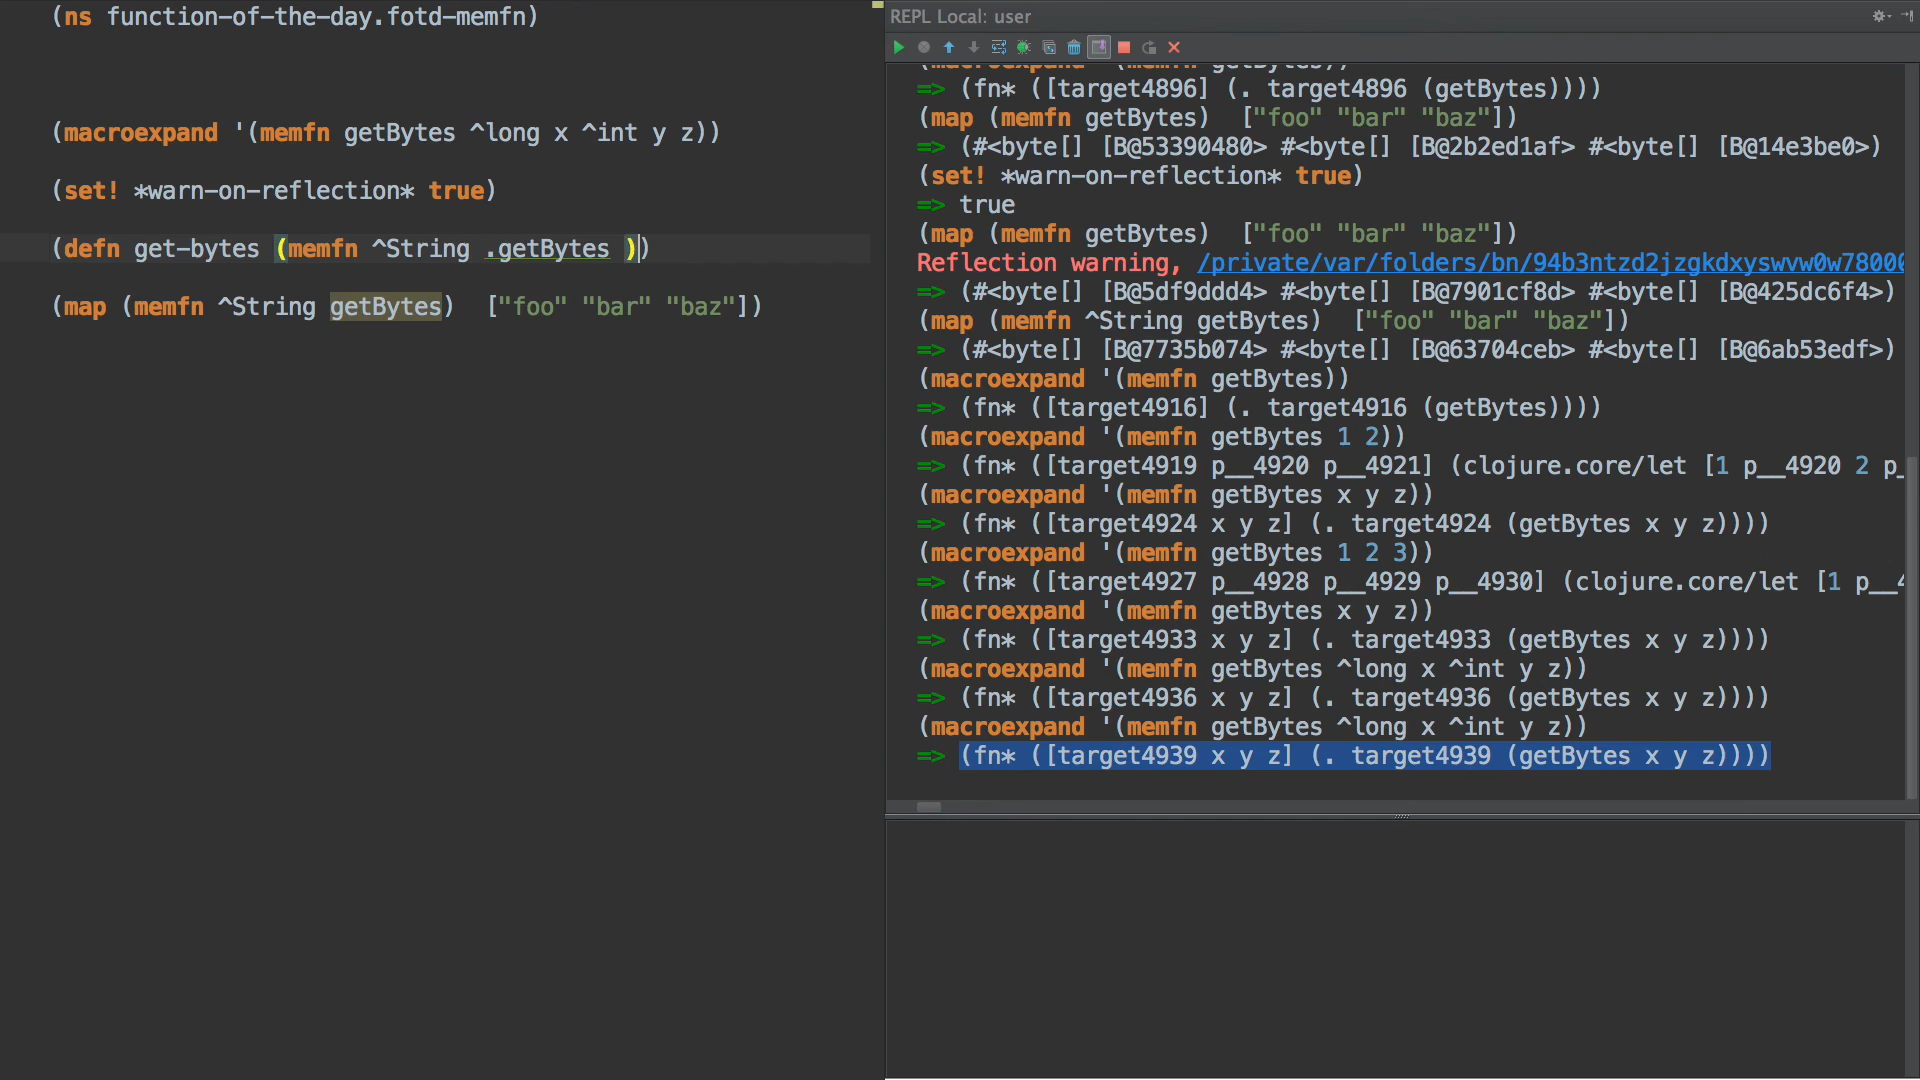 (ns function-of-the-day.fotd-memfn)
(macroexpand '(memfn getBytes ^long x ^int y z))
(set! *warn-on-reflection* true)
(defn get-bytes (memfn ^String .getBytes ))
(map (memfn ^String getBytes)  ["foo" "bar" "baz"])
REPL Local: user
(macroexpand '(memfn getBytes))
=> (fn* ([target4896] (. target4896 (getBytes))))
(map (memfn getBytes)  ["foo" "bar" "baz"])
=> (#<byte[] [B@53390480> #<byte[] [B@2b2ed1af> #<byte[] [B@14e3be0>)
(set! *warn-on-reflection* true)
=> true
(map (memfn getBytes)  ["foo" "bar" "baz"])
Reflection warning, /private/var/folders/bn/94b3ntzd2jzgkdxyswvw0w78000
=> (#<byte[] [B@5df9ddd4> #<byte[] [B@7901cf8d> #<byte[] [B@425dc6f4>)
(map (memfn ^String getBytes)  ["foo" "bar" "baz"])
=> (#<byte[] [B@7735b074> #<byte[] [B@63704ceb> #<byte[] [B@6ab53edf>)
(macroexpand '(memfn getBytes))
=> (fn* ([target4916] (. target4916 (getBytes))))
(macroexpand '(memfn getBytes 1 2))
=> (fn* ([target4919 p__4920 p__4921] (clojure.core/let [1 p__4920 2 p_
(macroexpand '(memfn getBytes x y z))
=> (fn* ([target4924 x y z] (. target4924 (getBytes x y z))))
(macroexpand '(memfn getBytes 1 2 3))
=> (fn* ([target4927 p__4928 p__4929 p__4930] (clojure.core/let [1 p__4
(macroexpand '(memfn getBytes x y z))
=> (fn* ([target4933 x y z] (. target4933 (getBytes x y z))))
(macroexpand '(memfn getBytes ^long x ^int y z))
=> (fn* ([target4936 x y z] (. target4936 (getBytes x y z))))
(macroexpand '(memfn getBytes ^long x ^int y z))
=> (fn* ([target4939 x y z] (. target4939 (getBytes x y z))))